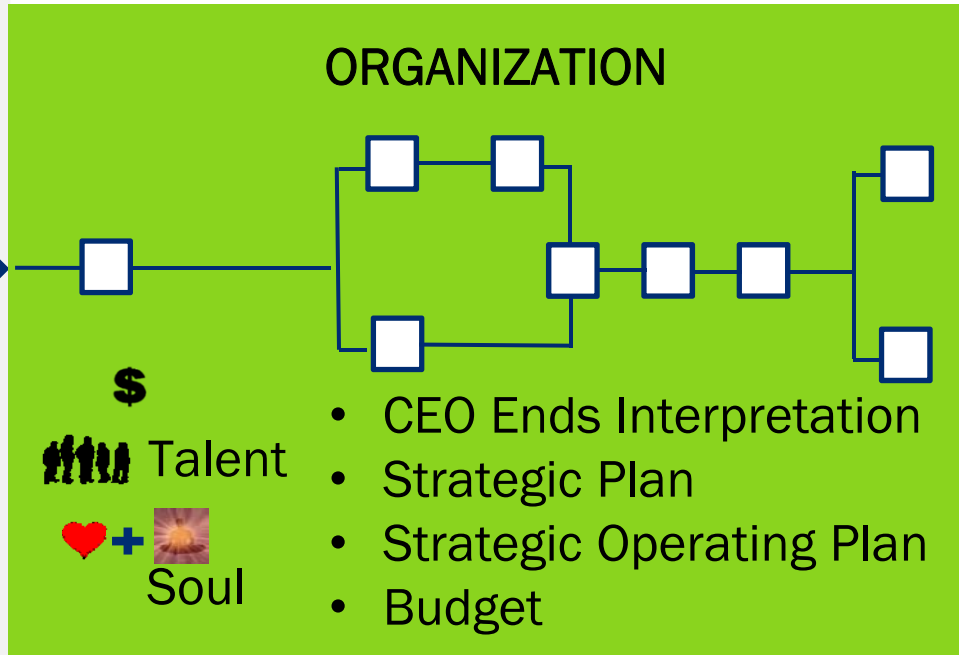 ORGANIZATION
$
Talent
+
Soul
• CEO Ends Interpretation
• Strategic Plan
• Strategic Operating Plan
• Budget